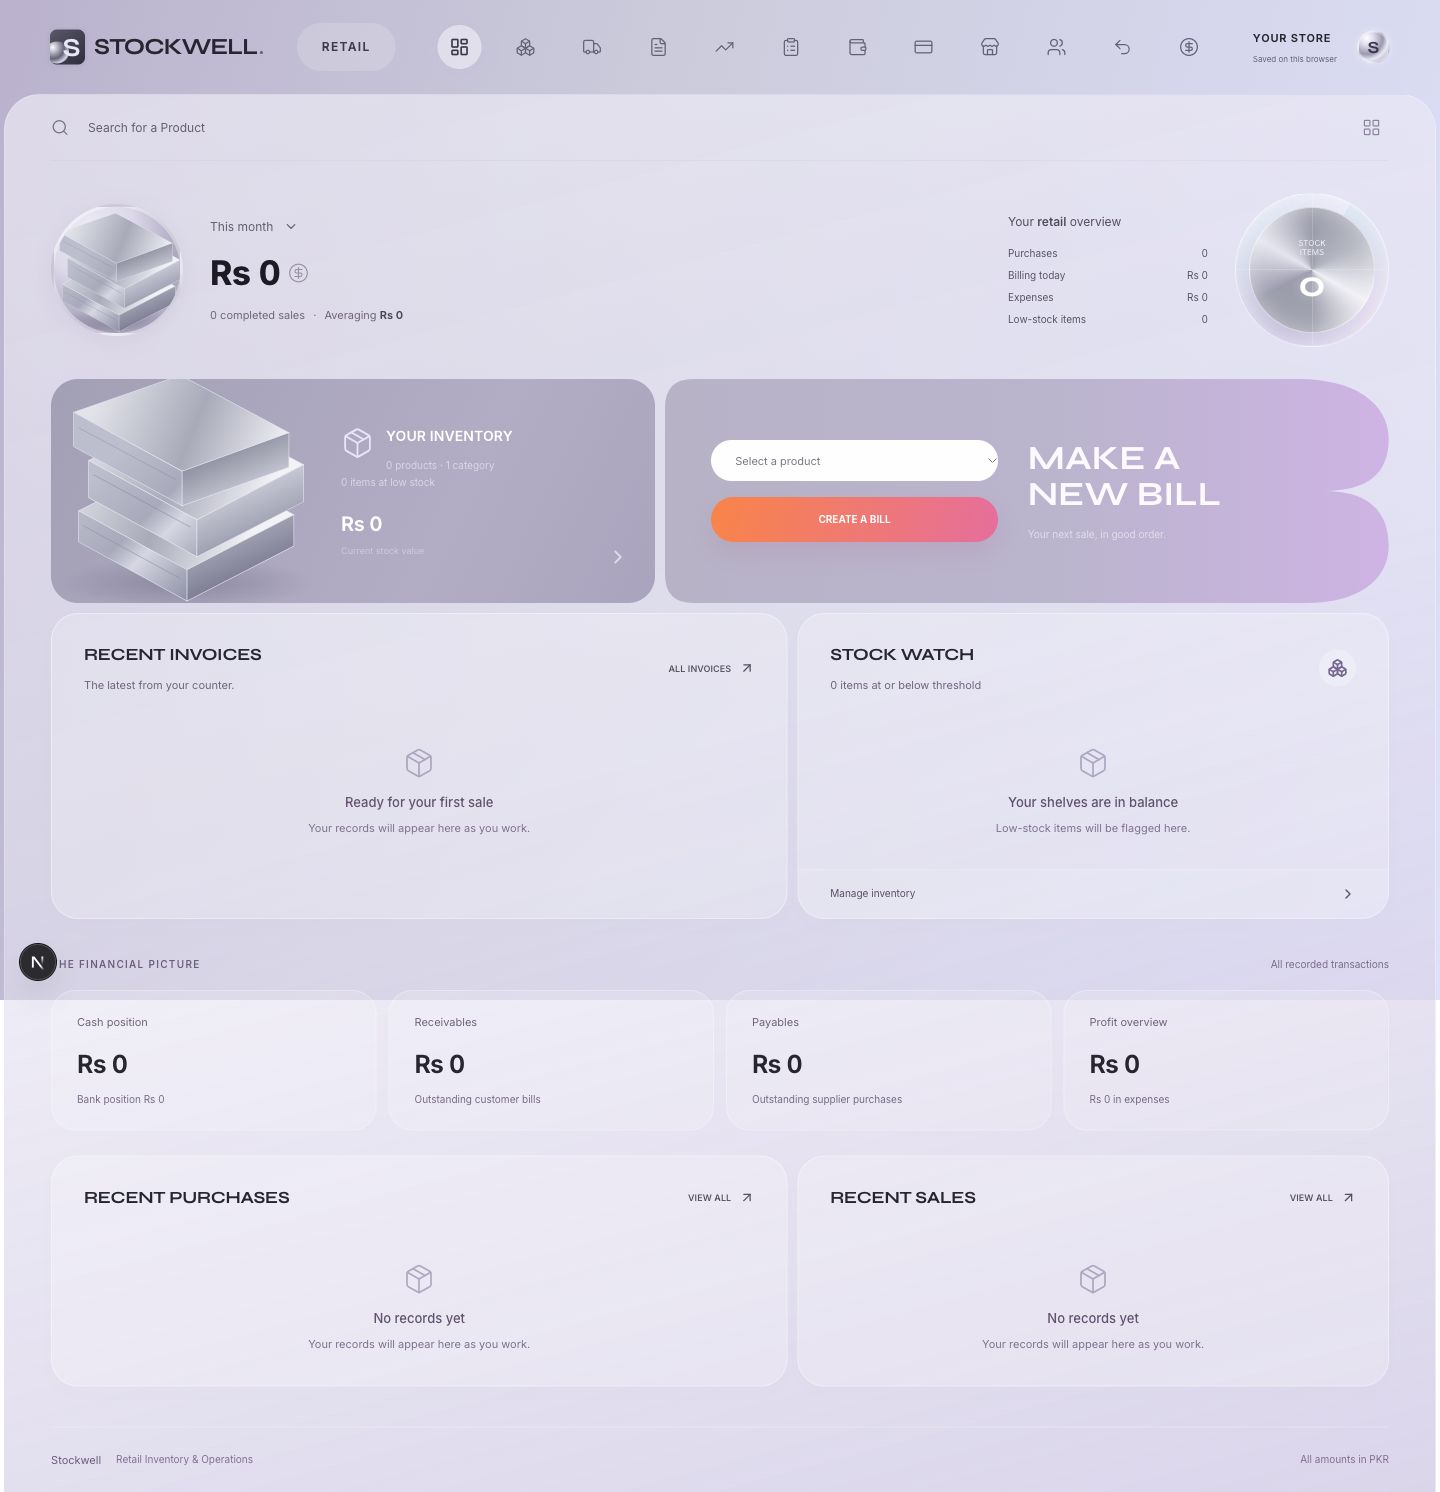 S STOCKWELL.
RETAIL
YOUR STORE
Saved on this browser
S
Search for a Product
This month
Rs 0
0 completed sales · Averaging Rs 0
Your retail overview
Purchases 0
Billing today Rs 0
Expenses Rs 0
Low-stock items 0
STOCK
ITEMS
0
YOUR INVENTORY
0 products · 1 category
0 items at low stock
Rs 0
Current stock value
Select a product
CREATE A BILL
MAKE A
NEW BILL
Your next sale, in good order.
RECENT INVOICES
The latest from your counter.
ALL INVOICES
Ready for your first sale
Your records will appear here as you work.
STOCK WATCH
0 items at or below threshold
Your shelves are in balance
Low-stock items will be flagged here.
Manage inventory
N
HE FINANCIAL PICTURE
All recorded transactions
Cash position
Rs 0
Bank position Rs 0
Receivables
Rs 0
Outstanding customer bills
Payables
Rs 0
Outstanding supplier purchases
Profit overview
Rs 0
Rs 0 in expenses
RECENT PURCHASES
VIEW ALL
No records yet
Your records will appear here as you work.
RECENT SALES
VIEW ALL
No records yet
Your records will appear here as you work.
Stockwell Retail Inventory & Operations
All amounts in PKR